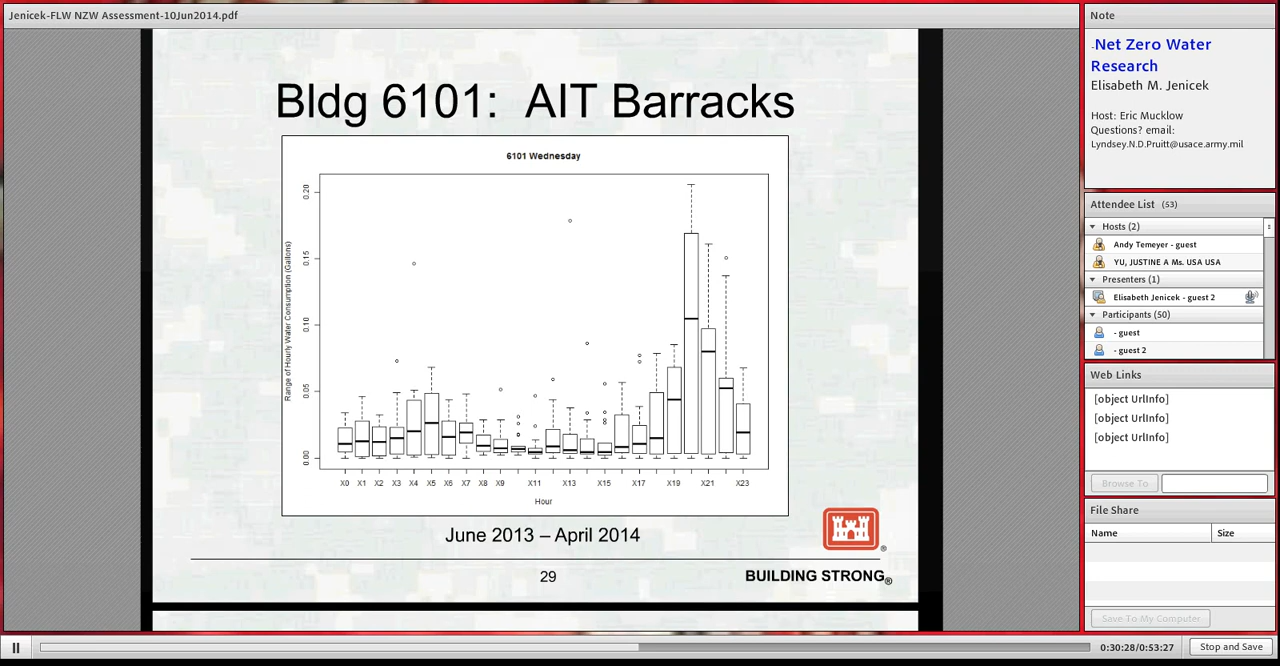 Jenicek-FLW NZW Assessment-10Jun2014.pdf
Bldg 6101:  AIT Barracks
6101 Wednesday
Range of Hourly Water Consumption (Gallons)
0.20
0.15
0.10
0.05
0.00
X0 X1 X2 X3 X4 X5 X6 X7 X8 X9 X11 X13 X15 X17 X19 X21 X23
Hour
June 2013 – April 2014
29
BUILDING STRONG®
Note
-Net Zero Water
Research
Elisabeth M. Jenicek
Host: Eric Mucklow
Questions? email:
Lyndsey.N.D.Pruitt@usace.army.mil
Attendee List (53)
Hosts (2)
Andy Temeyer - guest
YU, JUSTINE A Ms. USA USA
Presenters (1)
Elisabeth Jenicek - guest 2
Participants (50)
- guest
- guest 2
Web Links
[object UrlInfo]
[object UrlInfo]
[object UrlInfo]
Browse To
File Share
Name Size
Save To My Computer
0:30:28/0:53:27
Stop and Save